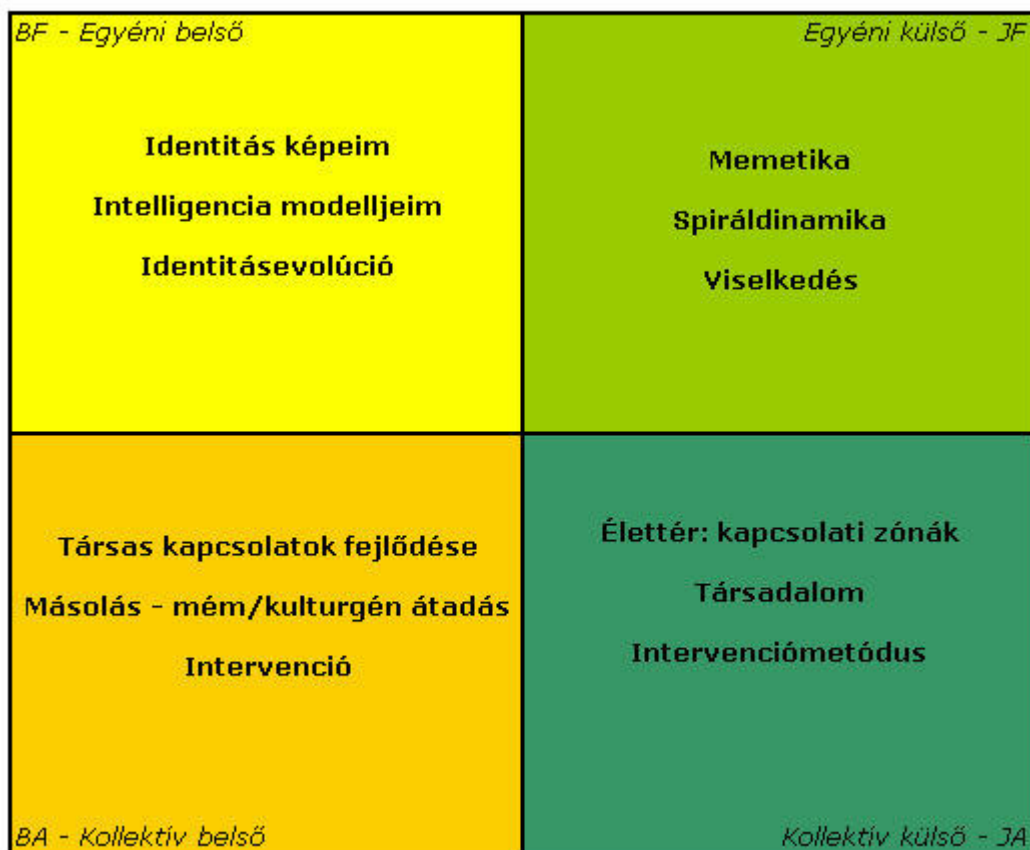 BF - Egyéni belső
Identitás képeim
Intelligencia modelljeim
Identitásevolúció
Egyéni külső - JF
Memetika
Spiráldinamika
Viselkedés
Társas kapcsolatok fejlődése
Másolás - mém/kulturgén átadás
Intervenció
BA - Kollektív belső
Élettér: kapcsolati zónák
Társadalom
Intervenciómetódus
Kollektív külső - JA